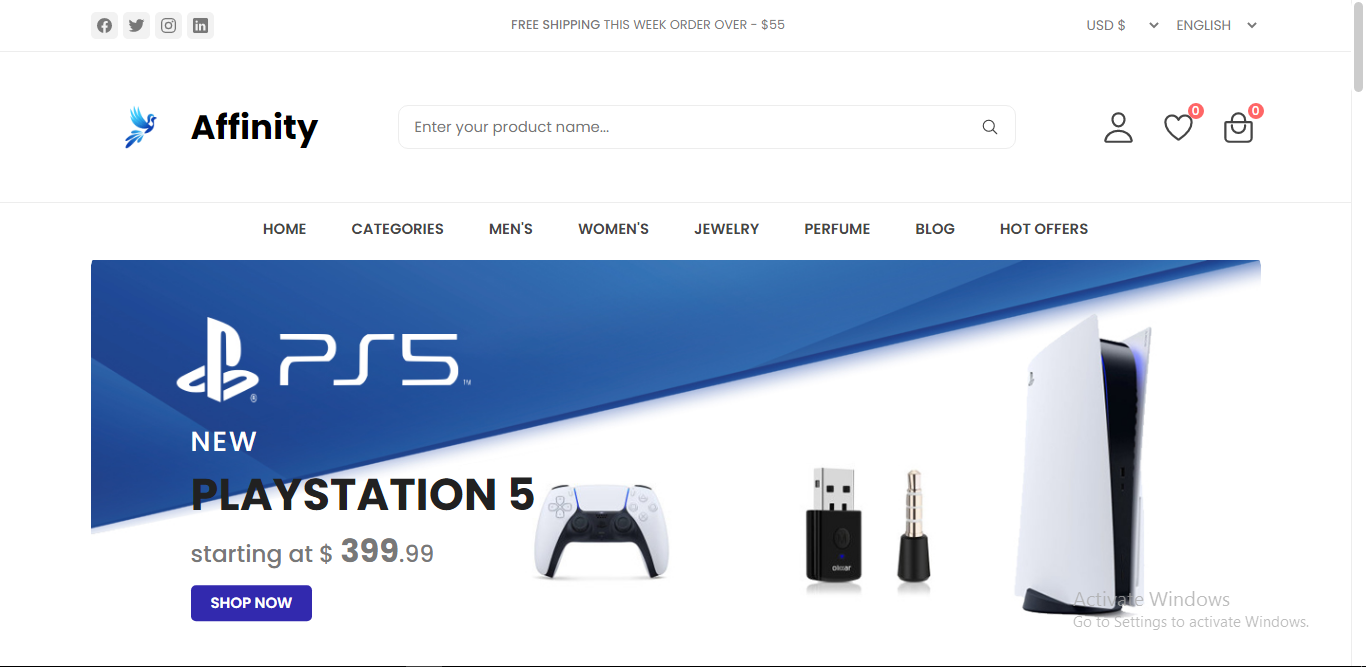 FREE SHIPPING THIS WEEK ORDER OVER - $55
USD $
ENGLISH
Affinity
Enter your product name...
0
0
HOME CATEGORIES MEN'S WOMEN'S JEWELRY PERFUME BLOG HOT OFFERS
PS5
®
TM
NEW
PLAYSTATION 5
starting at $ 399.99
SHOP NOW
Activate Windows
Go to Settings to activate Windows.